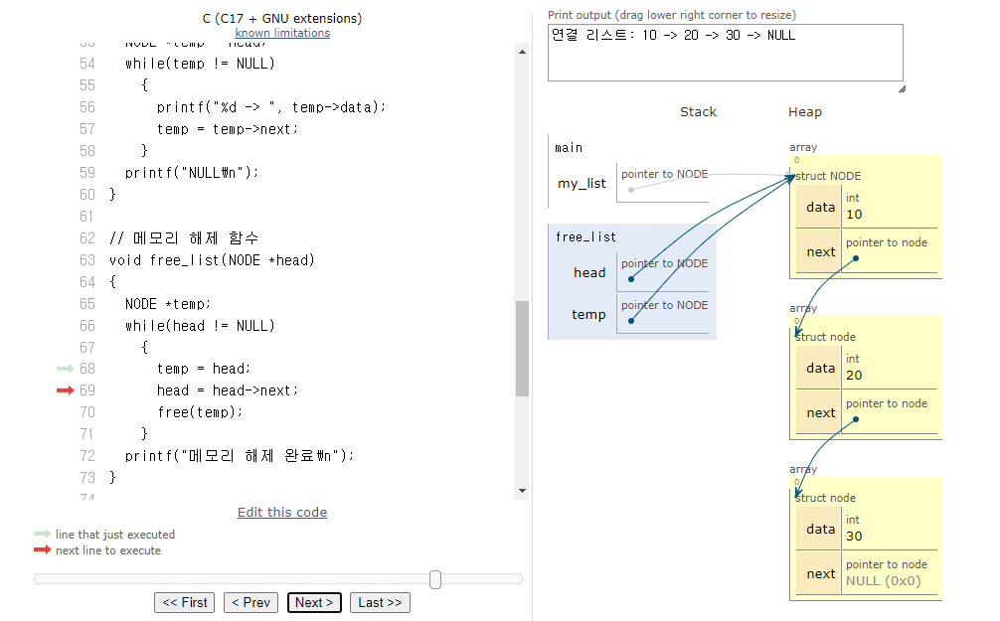 C (C17 + GNU extensions)
known limitations
53 NODE *temp = head;
54 while(temp != NULL)
55 {
56 printf("%d -> ", temp->data);
57 temp = temp->next;
58 }
59 printf("NULL₩n");
60 }
61
62 // 메모리 해제 함수
63 void free_list(NODE *head)
64 {
65 NODE *temp;
66 while(head != NULL)
67 {
68 temp = head;
69 head = head->next;
70 free(temp);
71 }
72 printf("메모리 해제 완료₩n");
73 }
74
Edit this code
line that just executed
next line to execute
<< First
< Prev
Next >
Last >>
Print output (drag lower right corner to resize)
연결 리스트: 10 -> 20 -> 30 -> NULL
Stack
Heap
main
my_list
pointer to NODE
free_list
head
pointer to NODE
temp
pointer to NODE
array
0
struct NODE
data
int
10
next
pointer to node
array
0
struct node
data
int
20
next
pointer to node
array
0
struct node
data
int
30
next
pointer to node
NULL (0x0)